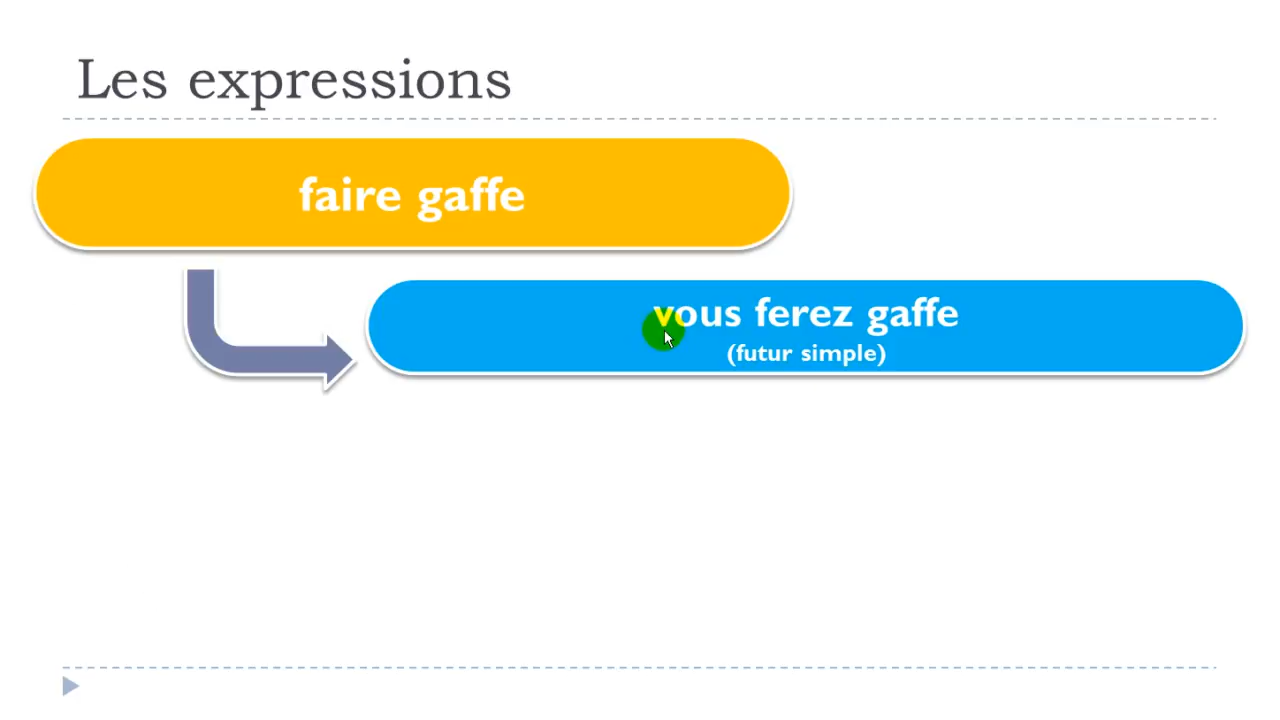 Les expressions
faire gaffe
vous ferez gaffe
(futur simple)